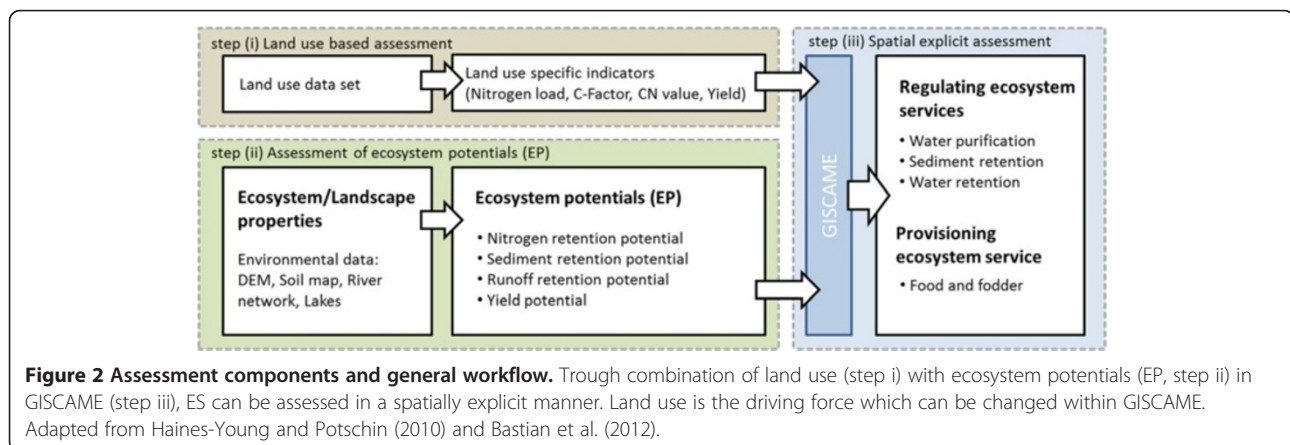 step (i) Land use based assessment
Land use data set
Land use specific indicators
(Nitrogen load, C-Factor, CN value, Yield)
step (ii) Assessment of ecosystem potentials (EP)
Ecosystem/Landscape
properties
Environmental data:
DEM, Soil map, River
network, Lakes
Ecosystem potentials (EP)
• Nitrogen retention potential
• Sediment retention potential
• Runoff retention potential
• Yield potential
step (iii) Spatial explicit assessment
GISCAME
Regulating ecosystem
services
• Water purification
• Sediment retention
• Water retention
Provisioning
ecosystem service
• Food and fodder
Figure 2 Assessment components and general workflow. Trough combination of land use (step i) with ecosystem potentials (EP, step ii) in
GISCAME (step iii), ES can be assessed in a spatially explicit manner. Land use is the driving force which can be changed within GISCAME.
Adapted from Haines-Young and Potschin (2010) and Bastian et al. (2012).